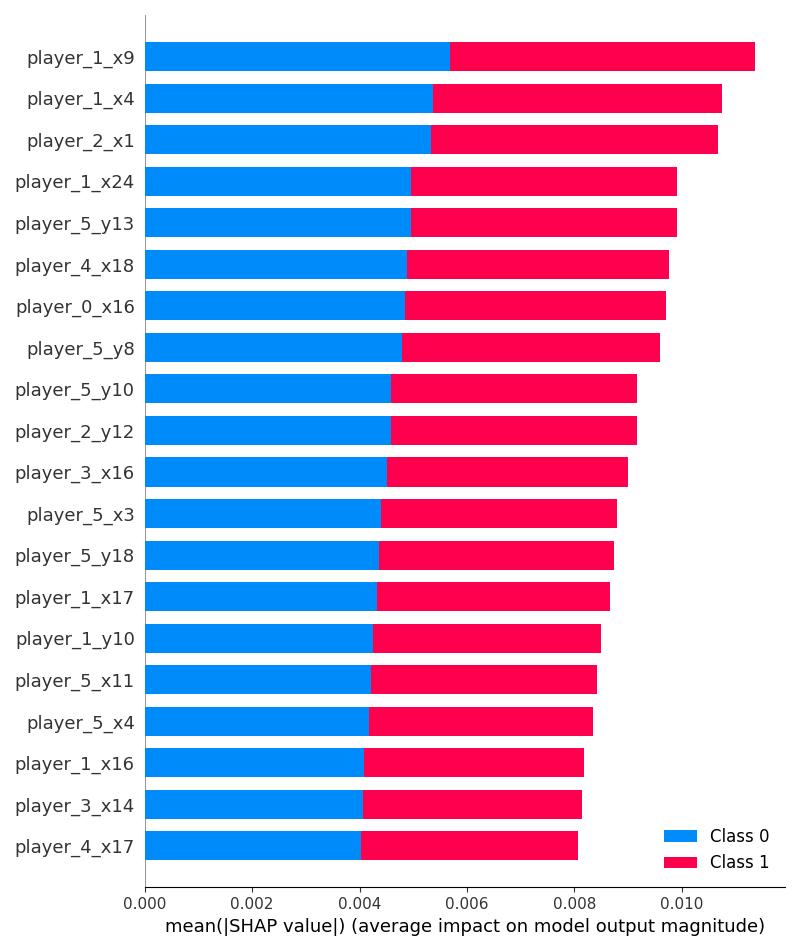 player_1_x9
player_1_x4
player_2_x1
player_1_x24
player_5_y13
player_4_x18
player_0_x16
player_5_y8
player_5_y10
player_2_y12
player_3_x16
player_5_x3
player_5_y18
player_1_x17
player_1_y10
player_5_x11
player_5_x4
player_1_x16
player_3_x14
player_4_x17
Class 0
Class 1
0.000 0.002 0.004 0.006 0.008 0.010
mean(|SHAP value|) (average impact on model output magnitude)